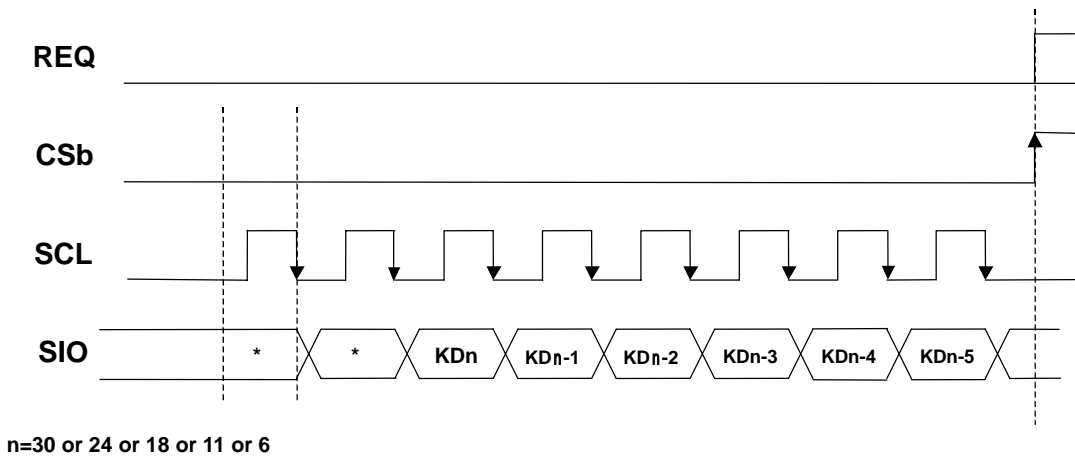 REQ
CSb
SCL
SIO * * KDn KDn-1 KDn-2 KDn-3 KDn-4 KDn-5
n=30 or 24 or 18 or 11 or 6